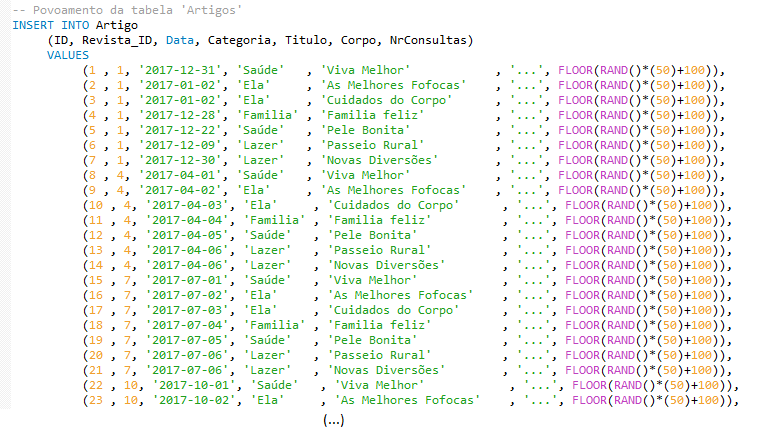 -- Povoamento da tabela 'Artigos'
INSERT INTO Artigo
(ID, Revista_ID, Data, Categoria, Titulo, Corpo, NrConsultas)
VALUES
(1 , 1, '2017-12-31', 'Saúde' , 'Viva Melhor' , '...', FLOOR(RAND()*(50)+100)),
(2 , 1, '2017-01-02', 'Ela' , 'As Melhores Fofocas' , '...', FLOOR(RAND()*(50)+100)),
(3 , 1, '2017-01-02', 'Ela' , 'Cuidados do Corpo' , '...', FLOOR(RAND()*(50)+100)),
(4 , 1, '2017-12-28', 'Familia' , 'Familia feliz' , '...', FLOOR(RAND()*(50)+100)),
(5 , 1, '2017-12-22', 'Saúde' , 'Pele Bonita' , '...', FLOOR(RAND()*(50)+100)),
(6 , 1, '2017-12-09', 'Lazer' , 'Passeio Rural' , '...', FLOOR(RAND()*(50)+100)),
(7 , 1, '2017-12-30', 'Lazer' , 'Novas Diversões' , '...', FLOOR(RAND()*(50)+100)),
(8 , 4, '2017-04-01', 'Saúde' , 'Viva Melhor' , '...', FLOOR(RAND()*(50)+100)),
(9 , 4, '2017-04-02', 'Ela' , 'As Melhores Fofocas' , '...', FLOOR(RAND()*(50)+100)),
(10 , 4, '2017-04-03', 'Ela' , 'Cuidados do Corpo' , '...', FLOOR(RAND()*(50)+100)),
(11 , 4, '2017-04-04', 'Familia' , 'Familia feliz' , '...', FLOOR(RAND()*(50)+100)),
(12 , 4, '2017-04-05', 'Saúde' , 'Pele Bonita' , '...', FLOOR(RAND()*(50)+100)),
(13 , 4, '2017-04-06', 'Lazer' , 'Passeio Rural' , '...', FLOOR(RAND()*(50)+100)),
(14 , 4, '2017-04-06', 'Lazer' , 'Novas Diversões' , '...', FLOOR(RAND()*(50)+100)),
(15 , 7, '2017-07-01', 'Saúde' , 'Viva Melhor' , '...', FLOOR(RAND()*(50)+100)),
(16 , 7, '2017-07-02', 'Ela' , 'As Melhores Fofocas' , '...', FLOOR(RAND()*(50)+100)),
(17 , 7, '2017-07-03', 'Ela' , 'Cuidados do Corpo' , '...', FLOOR(RAND()*(50)+100)),
(18 , 7, '2017-07-04', 'Familia' , 'Familia feliz' , '...', FLOOR(RAND()*(50)+100)),
(19 , 7, '2017-07-05', 'Saúde' , 'Pele Bonita' , '...', FLOOR(RAND()*(50)+100)),
(20 , 7, '2017-07-06', 'Lazer' , 'Passeio Rural' , '...', FLOOR(RAND()*(50)+100)),
(21 , 7, '2017-07-06', 'Lazer' , 'Novas Diversões' , '...', FLOOR(RAND()*(50)+100)),
(22 , 10, '2017-10-01', 'Saúde' , 'Viva Melhor' , '...', FLOOR(RAND()*(50)+100)),
(23 , 10, '2017-10-02', 'Ela' , 'As Melhores Fofocas' , '...', FLOOR(RAND()*(50)+100)),
(...)